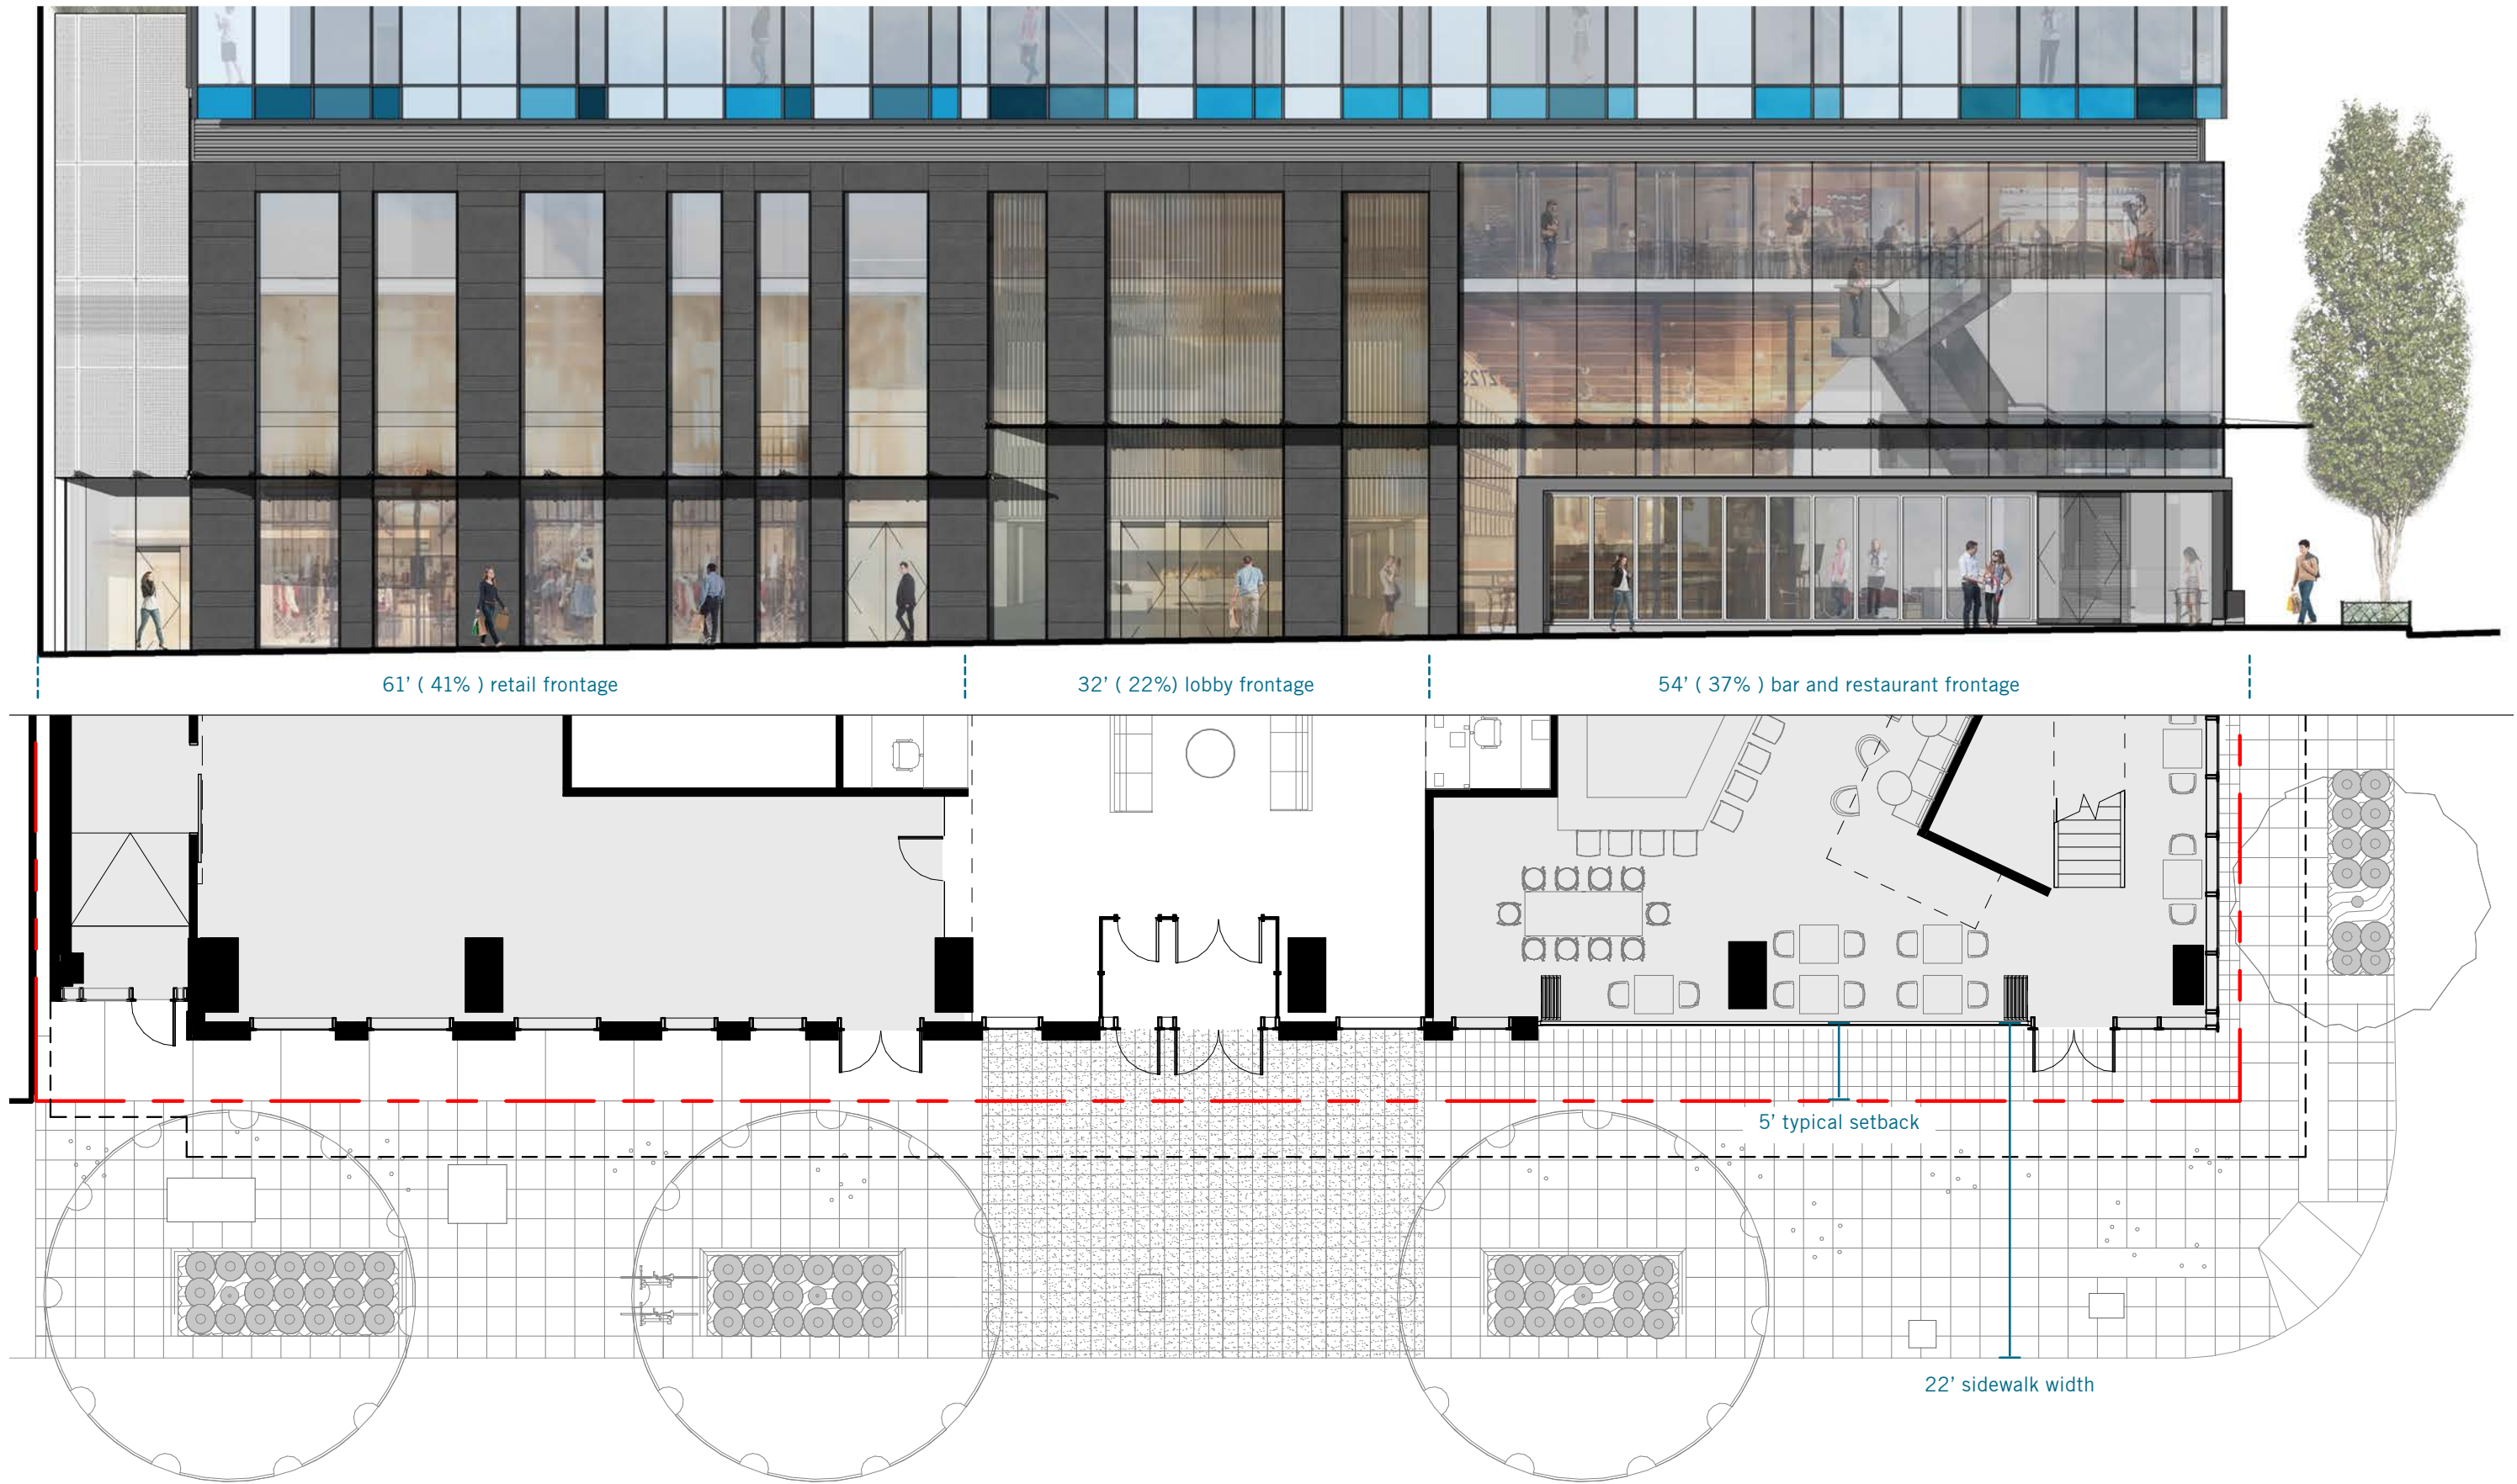 61’ ( 41% ) retail frontage
32’ ( 22%) lobby frontage
54’ ( 37% ) bar and restaurant frontage
5’ typical setback
22’ sidewalk width